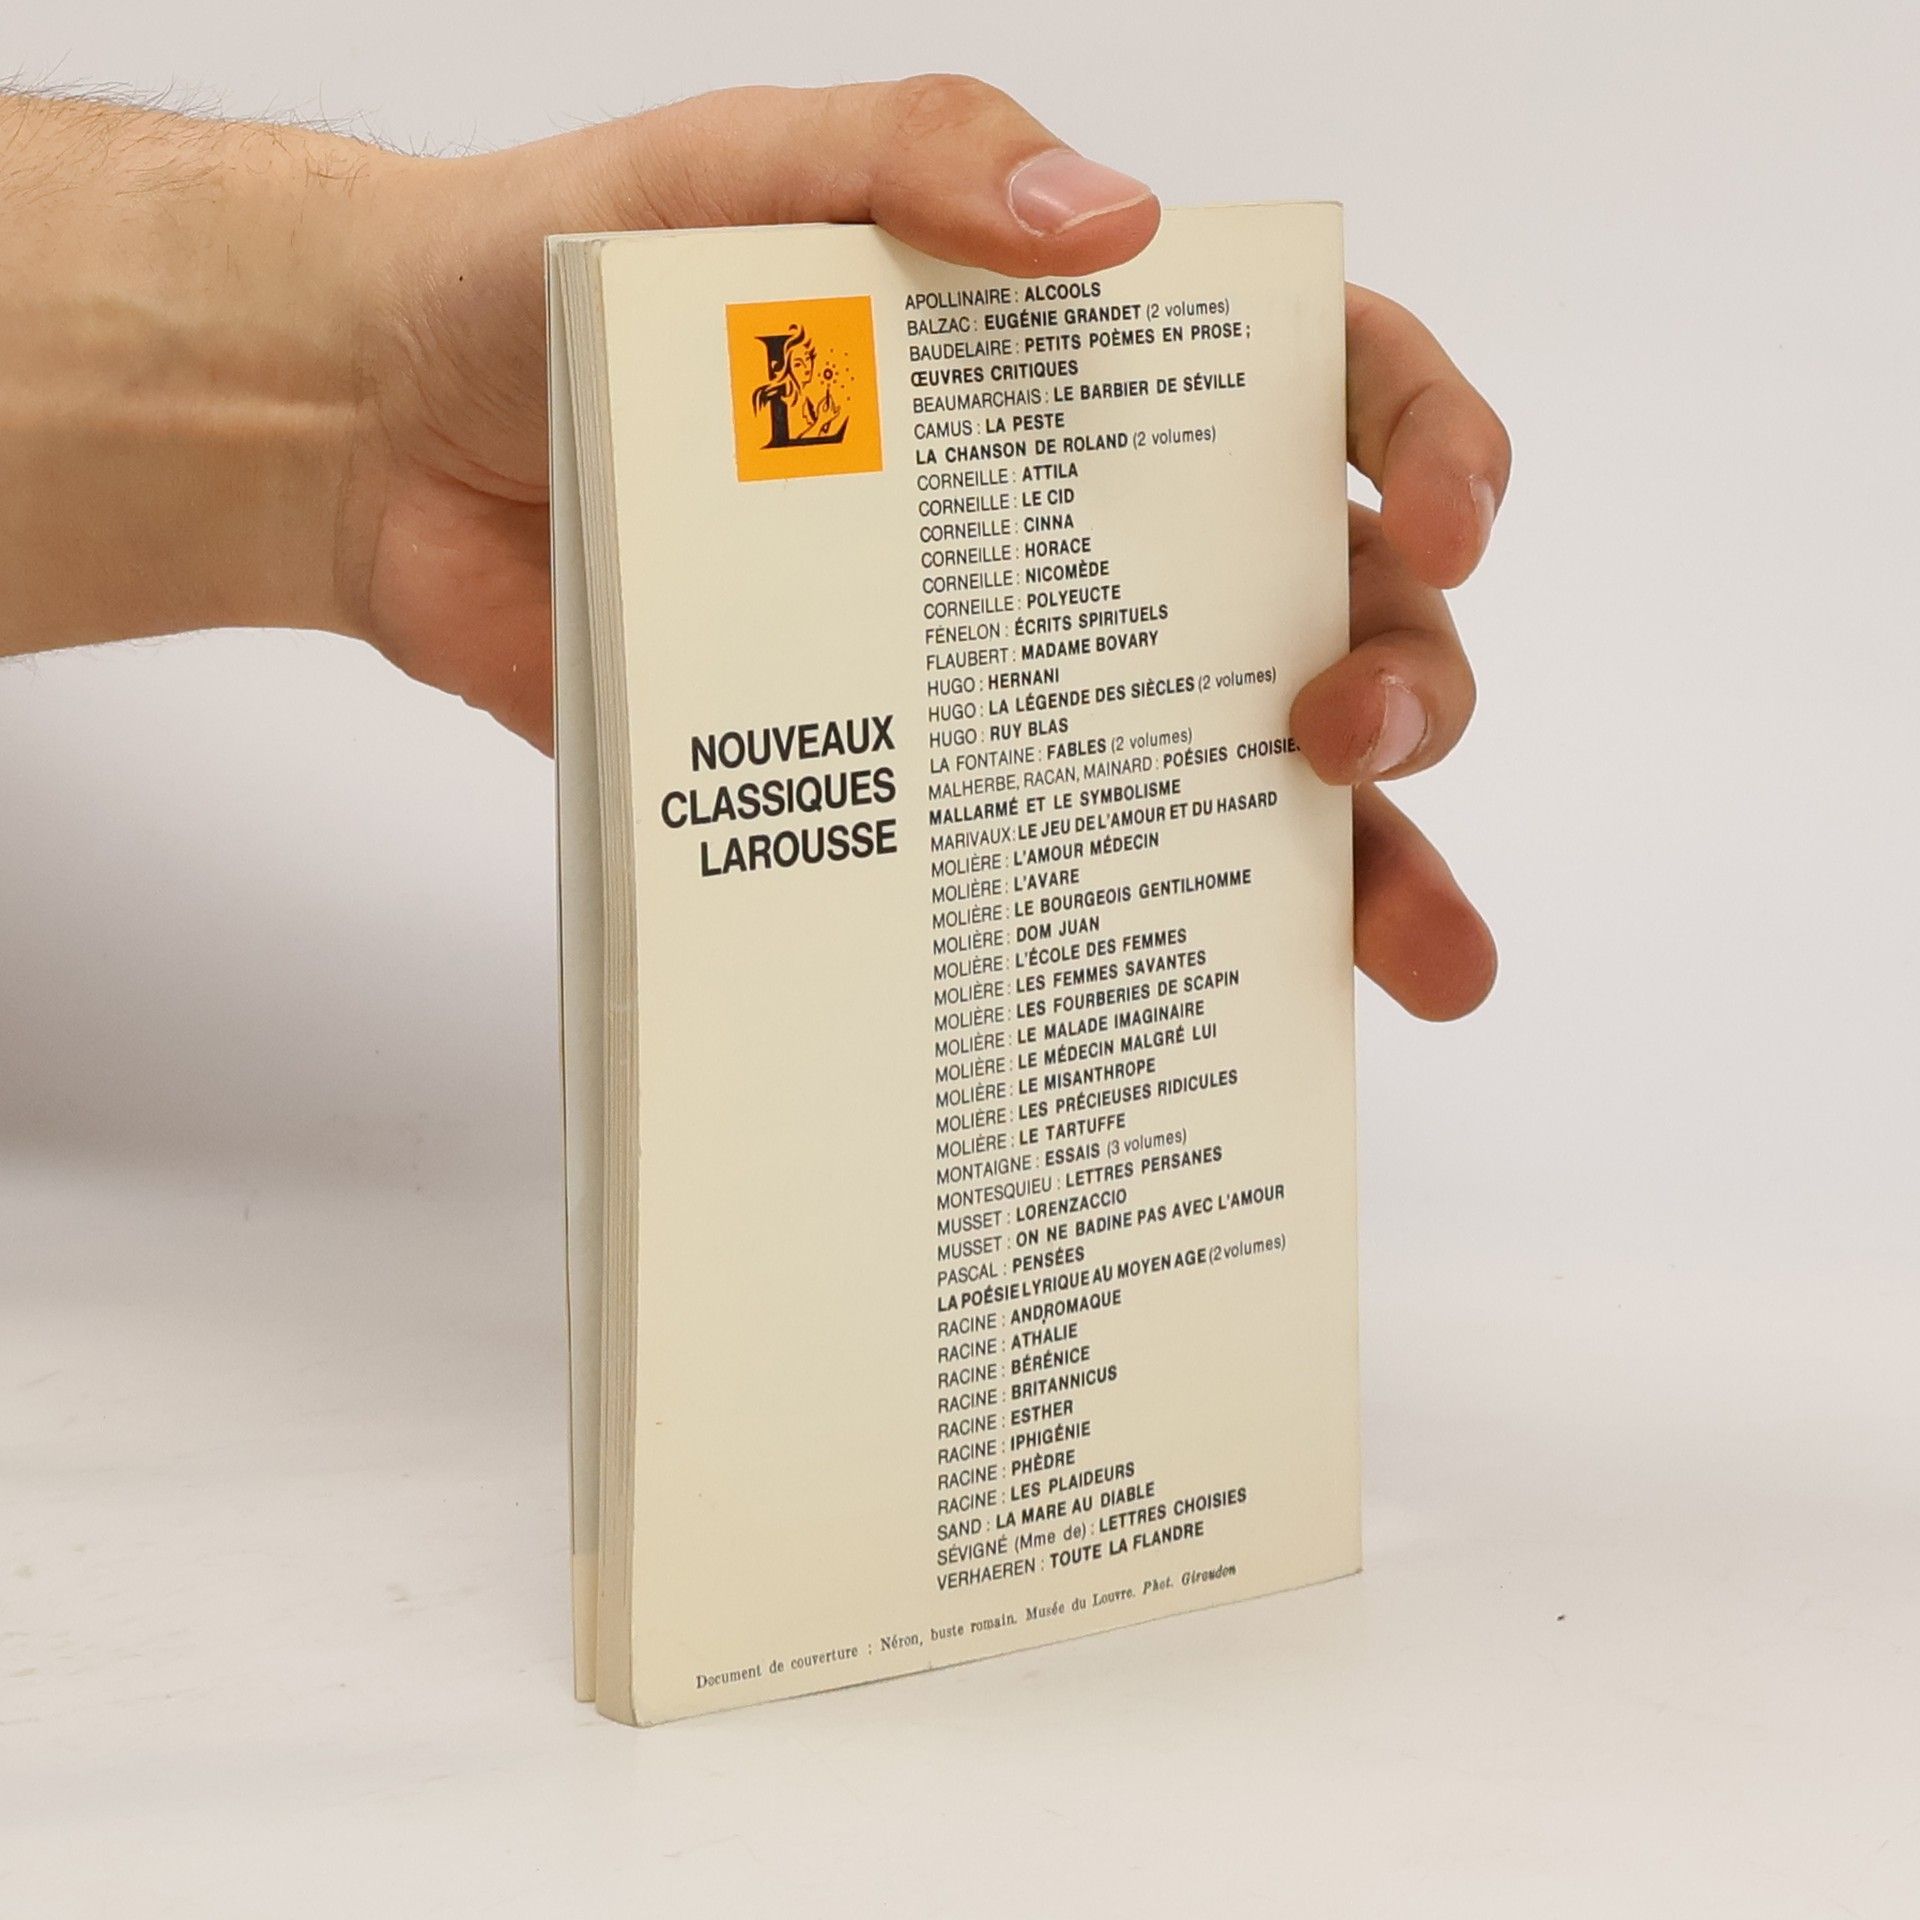 APOLLINAIRE : ALCOOLS
BALZAC : EUGÉNIE GRANDET (2 volumes)
BAUDELAIRE : PETITS POÈMES EN PROSE ;
ŒUVRES CRITIQUES
BEAUMARCHAIS : LE BARBIER DE SÉVILLE
CAMUS : LA PESTE
LA CHANSON DE ROLAND (2 volumes)
CORNEILLE : ATTILA
CORNEILLE : LE CID
CORNEILLE : CINNA
CORNEILLE : HORACE
CORNEILLE : NICOMÈDE
CORNEILLE : POLYEUCTE
FÉNELON : ÉCRITS SPIRITUELS
FLAUBERT : MADAME BOVARY
HUGO : HERNANI
HUGO : LA LÉGENDE DES SIÈCLES (2 volumes)
HUGO : RUY BLAS
LA FONTAINE : FABLES (2 volumes)
MALHERBE, RACAN, MAINARD : POÉSIES CHOISIE
MALLARMÉ ET LE SYMBOLISME
MARIVAUX : LE JEU DE L'AMOUR ET DU HASARD
MOLIÈRE : L'AMOUR MÉDECIN
MOLIÈRE : L'AVARE
MOLIÈRE : LE BOURGEOIS GENTILHOMME
MOLIÈRE : DOM JUAN
MOLIÈRE : L'ÉCOLE DES FEMMES
MOLIÈRE : LES FEMMES SAVANTES
MOLIÈRE : LES FOURBERIES DE SCAPIN
MOLIÈRE : LE MALADE IMAGINAIRE
MOLIÈRE : LE MÉDECIN MALGRÉ LUI
MOLIÈRE : LE MISANTHROPE
MOLIÈRE : LES PRÉCIEUSES RIDICULES
MOLIÈRE : LE TARTUFFE
MONTAIGNE : ESSAIS (3 volumes)
MONTESQUIEU : LETTRES PERSANES
MUSSET : LORENZACCIO
MUSSET : ON NE BADINE PAS AVEC L'AMOUR
PASCAL : PENSÉES
LA POÉSIE LYRIQUE AU MOYEN AGE (2 volumes)
RACINE : ANDROMAQUE
RACINE : ATHALIE
RACINE : BÉRÉNICE
RACINE : BRITANNICUS
RACINE : ESTHER
RACINE : IPHIGÉNIE
RACINE : PHÈDRE
RACINE : LES PLAIDEURS
SAND : LA MARE AU DIABLE
SÉVIGNÉ (Mme de) : LETTRES CHOISIES
VERHAEREN : TOUTE LA FLANDRE
NOUVEAUX
CLASSIQUES
LAROUSSE
Document de couverture : Néron, buste romain. Musée du Louvre. Phot. Giraudon
L